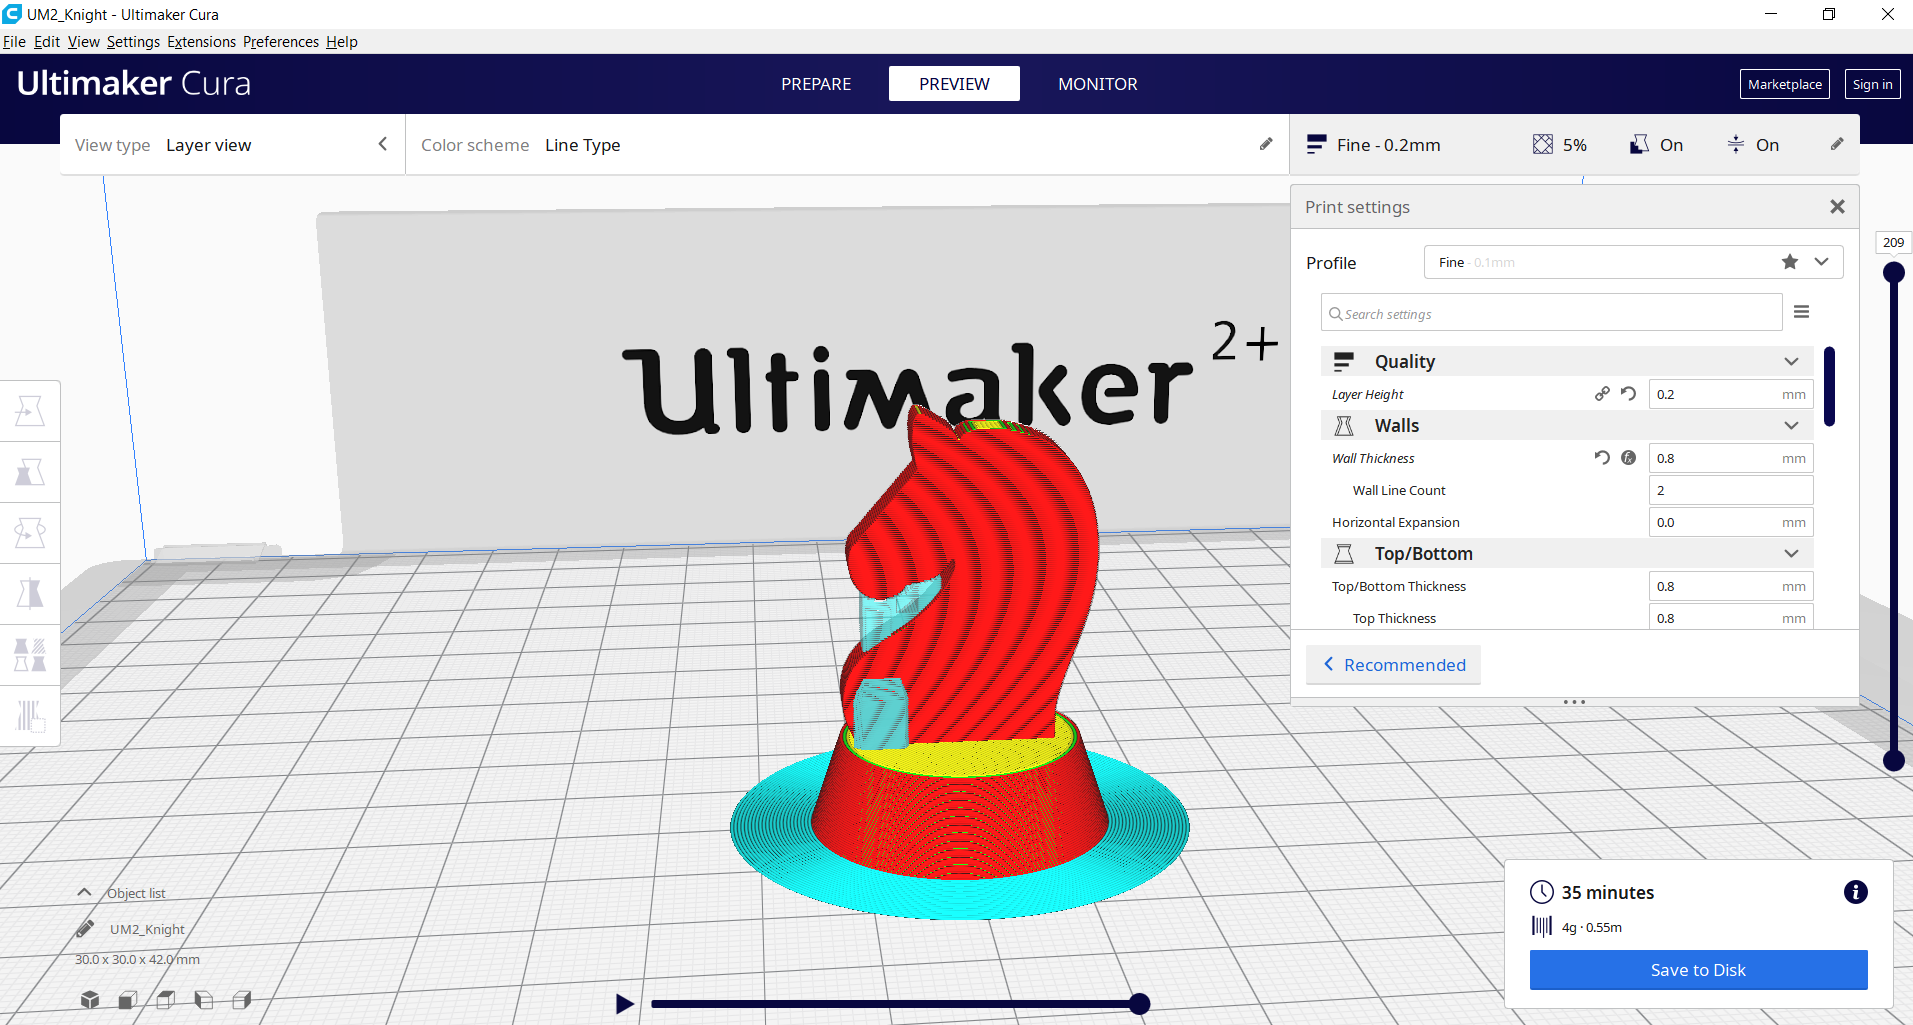 UM2_Knight - Ultimaker Cura
File Edit View Settings Extensions Preferences Help
Ultimaker Cura
PREPARE PREVIEW MONITOR
Marketplace Sign in
View type Layer view
Color scheme Line Type
Fine - 0.2mm 5% On On
Print settings
209
Profile Fine - 0.1mm
Search settings
Quality
Layer Height 0.2 mm
Walls
Wall Thickness 0.8 mm
Wall Line Count 2
Horizontal Expansion 0.0 mm
Top/Bottom
Top/Bottom Thickness 0.8 mm
Top Thickness 0.8 mm
Recommended
Ultimaker 2+
Object list
UM2_Knight
30.0 x 30.0 x 42.0 mm
35 minutes
4g · 0.55m
Save to Disk